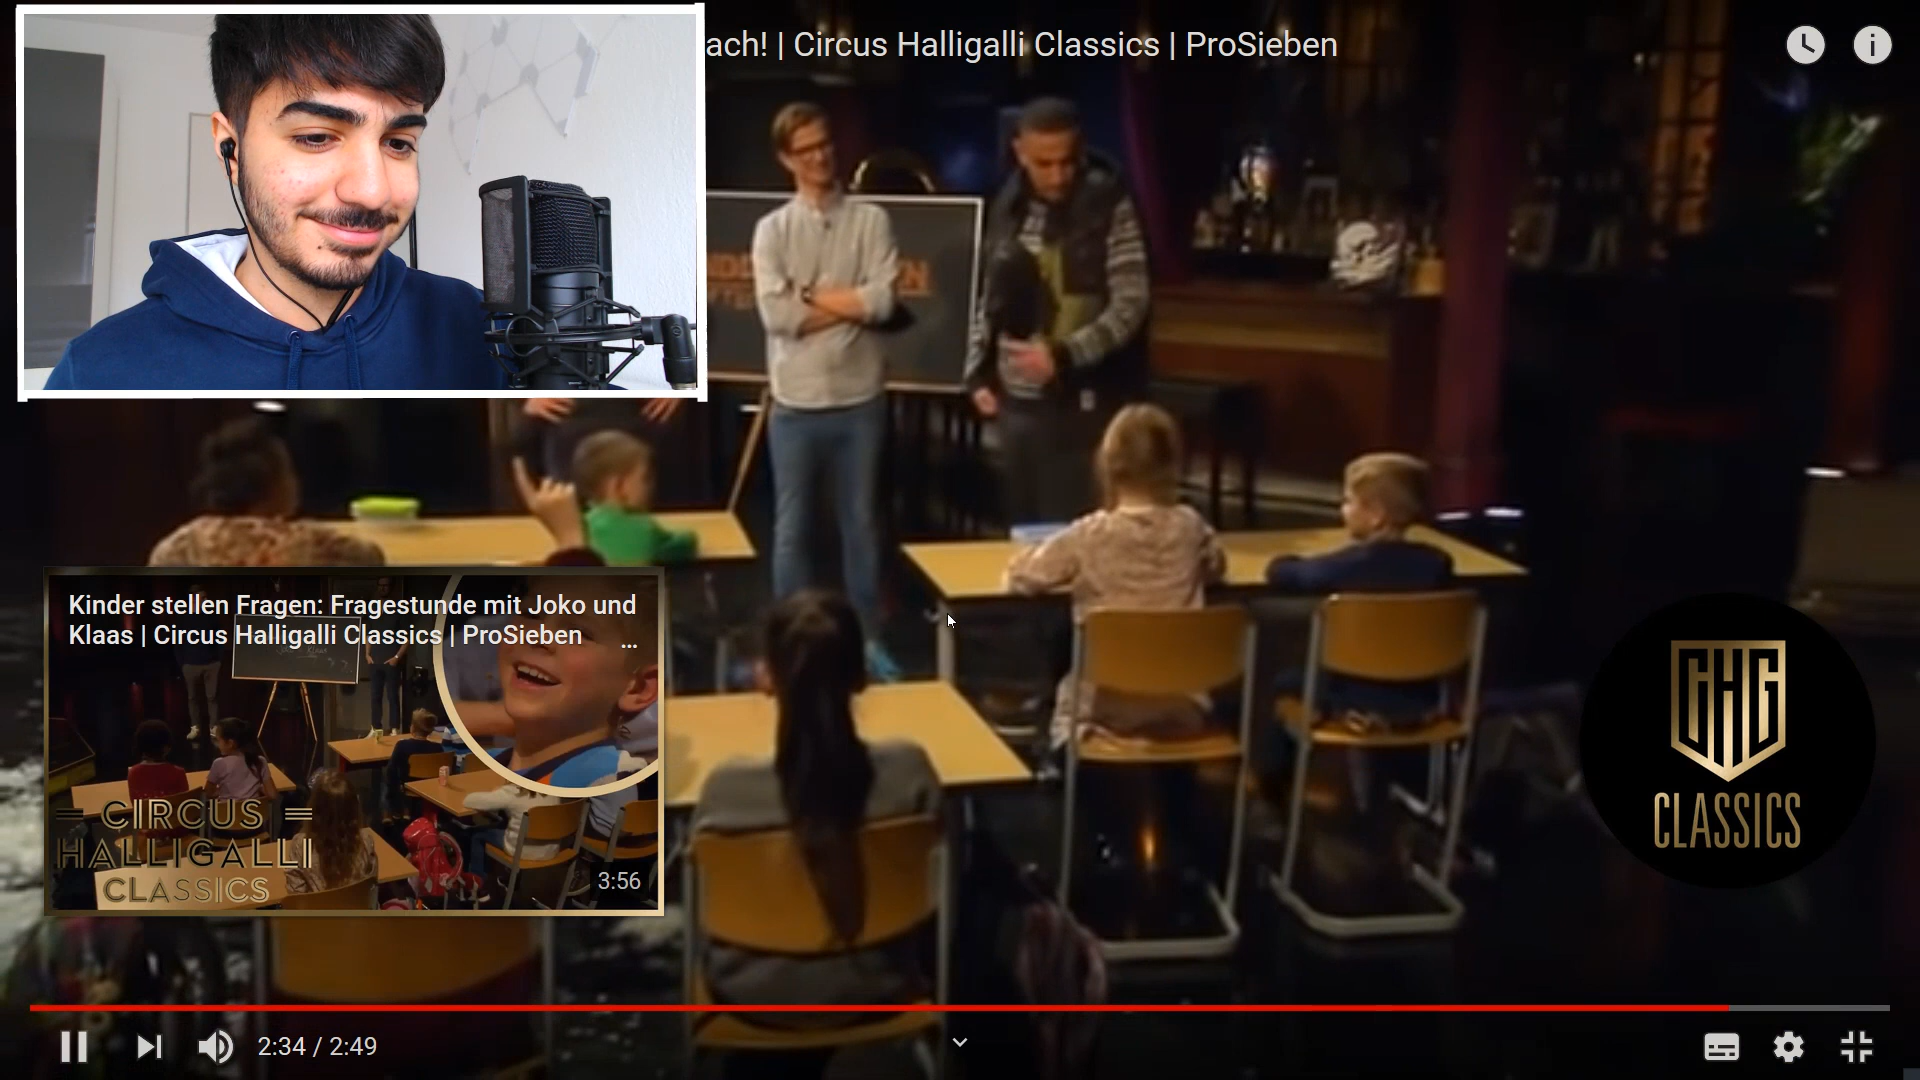 ach! | Circus Halligalli Classics | ProSieben
Kinder stellen Fragen: Fragestunde mit Joko und
Klaas | Circus Halligalli Classics | ProSieben ...
CIRCUS
HALLIGALLI
CLASSICS
3:56
CHG
CLASSICS
2:34 / 2:49